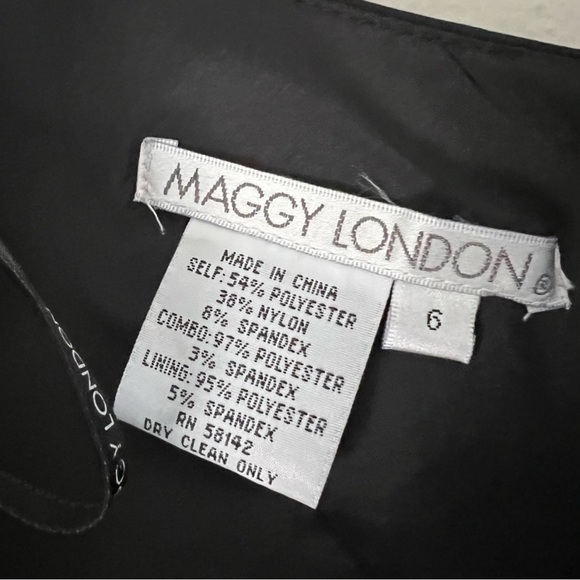 MAGGY LONDON®
6
MADE IN CHINA
SELF: 54% POLYESTER
38% NYLON
8% SPANDEX
COMBO: 97% POLYESTER
3% SPANDEX
LINING: 95% POLYESTER
5% SPANDEX
RN 58142
DRY CLEAN ONLY
Y LONDON